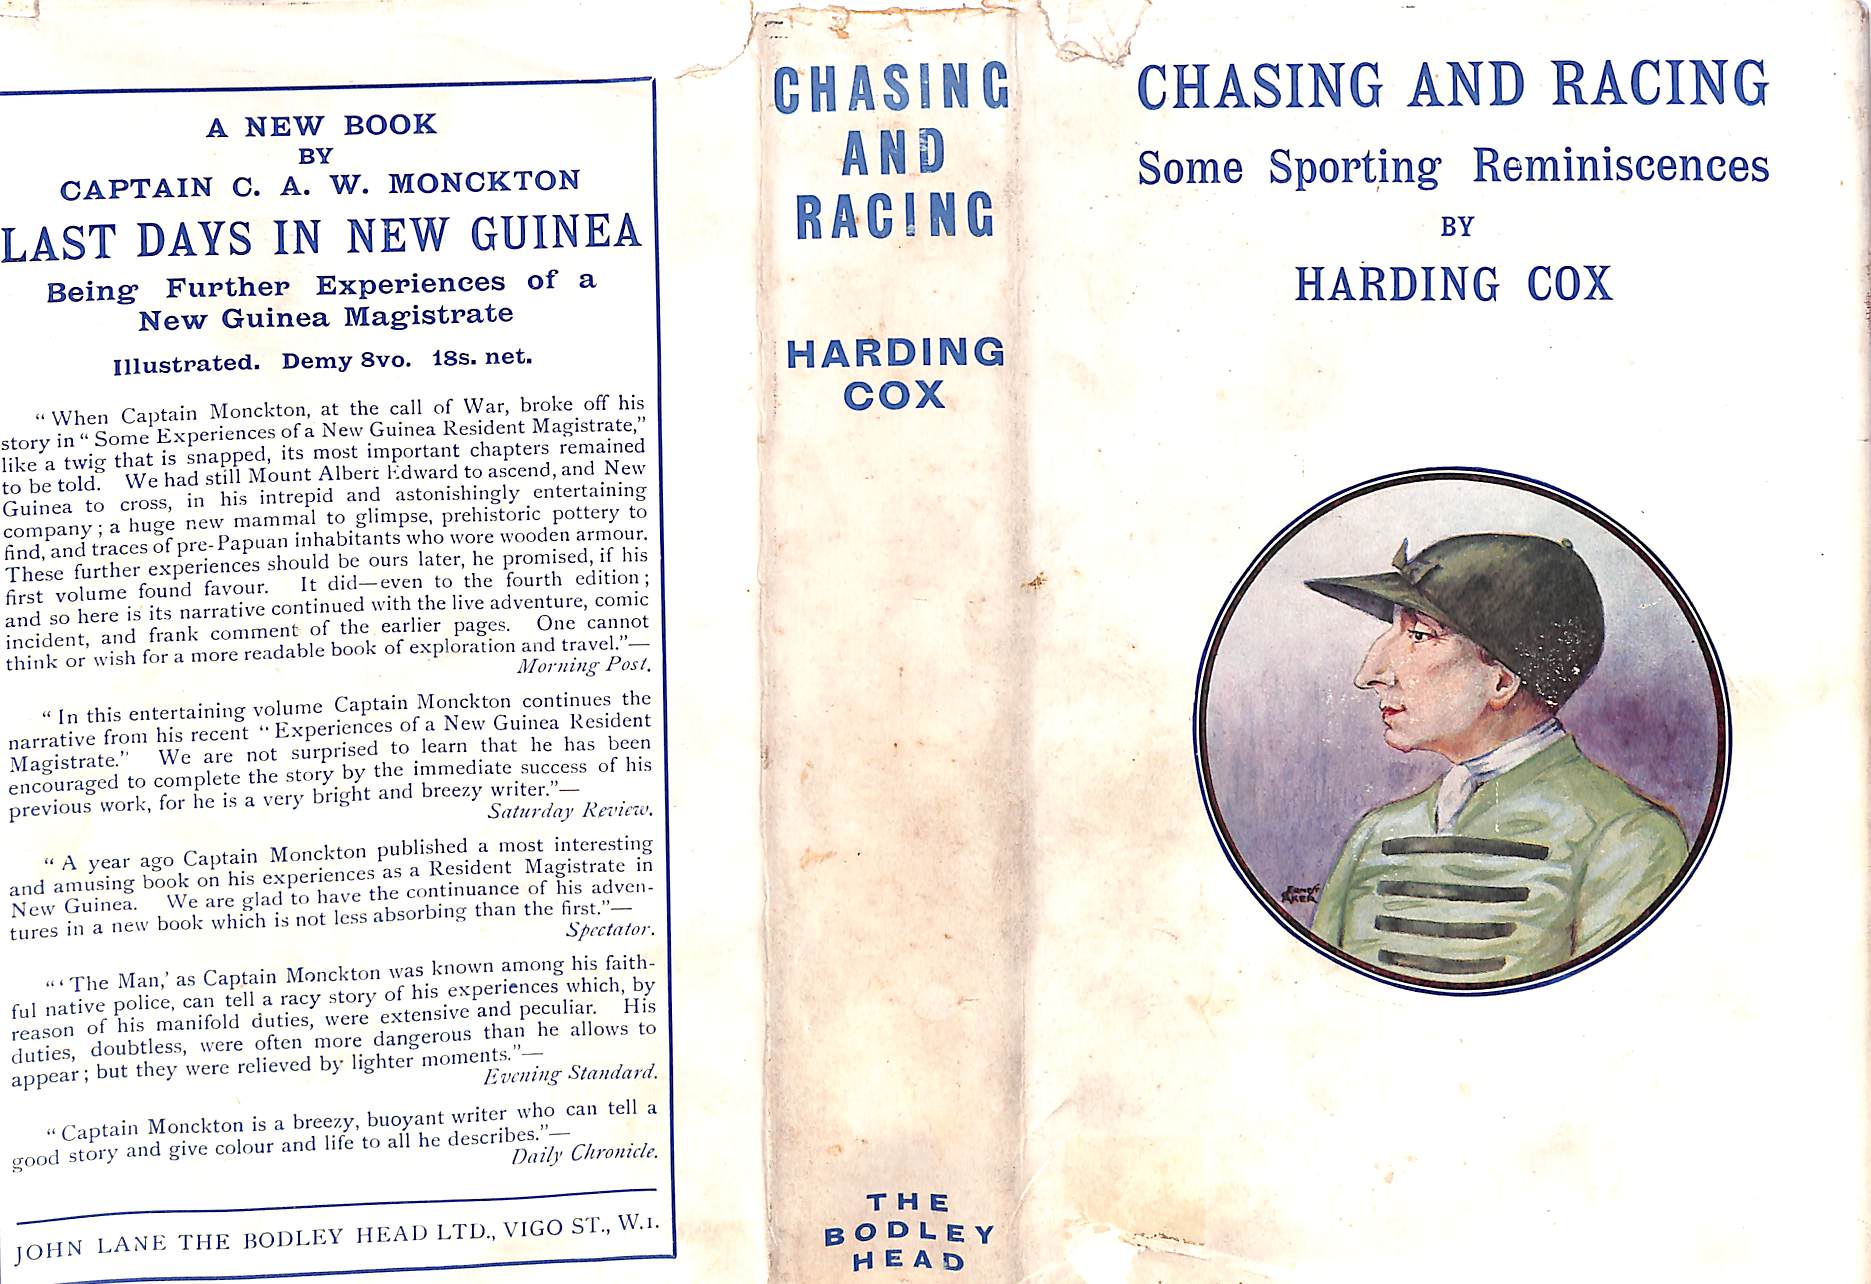 A NEW BOOK
BY
CAPTAIN C. A. W. MONCKTON
LAST DAYS IN NEW GUINEA
Being Further Experiences of a
New Guinea Magistrate
Illustrated. Demy 8vo. 18s. net.
“ When Captain Monckton, at the call of War, broke off his
story in “ Some Experiences of a New Guinea Resident Magistrate,”
like a twig that is snapped, its most important chapters remained
to be told. We had still Mount Albert Edward to ascend, and New
Guinea to cross, in his intrepid and astonishingly entertaining
company ; a huge new mammal to glimpse, prehistoric pottery to
find, and traces of pre-Papuan inhabitants who wore wooden armour.
These further experiences should be ours later, he promised, if his
first volume found favour. It did—even to the fourth edition ;
and so here is its narrative continued with the live adventure, comic
incident, and frank comment of the earlier pages. One cannot
think or wish for a more readable book of exploration and travel.”—
Morning Post.
“ In this entertaining volume Captain Monckton continues the
narrative from his recent “ Experiences of a New Guinea Resident
Magistrate.” We are not surprised to learn that he has been
encouraged to complete the story by the immediate success of his
previous work, for he is a very bright and breezy writer.”—
Saturday Review.
“ A year ago Captain Monckton published a most interesting
and amusing book on his experiences as a Resident Magistrate in
New Guinea. We are glad to have the continuance of his adven-
tures in a new book which is not less absorbing than the first.”—
Spectator.
“ ‘ The Man,’ as Captain Monckton was known among his faith-
ful native police, can tell a racy story of his experiences which, by
reason of his manifold duties, were extensive and peculiar. His
duties, doubtless, were often more dangerous than he allows to
appear ; but they were relieved by lighter moments.”—
Evening Standard.
“ Captain Monckton is a breezy, buoyant writer who can tell a
good story and give colour and life to all he describes.”—
Daily Chronicle.
JOHN LANE THE BODLEY HEAD LTD., VIGO ST., W.1.
CHASING
AND
RACING
HARDING
COX
THE
BODLEY
HEAD
CHASING AND RACING
Some Sporting Reminiscences
BY
HARDING COX
ERNEST
AKER